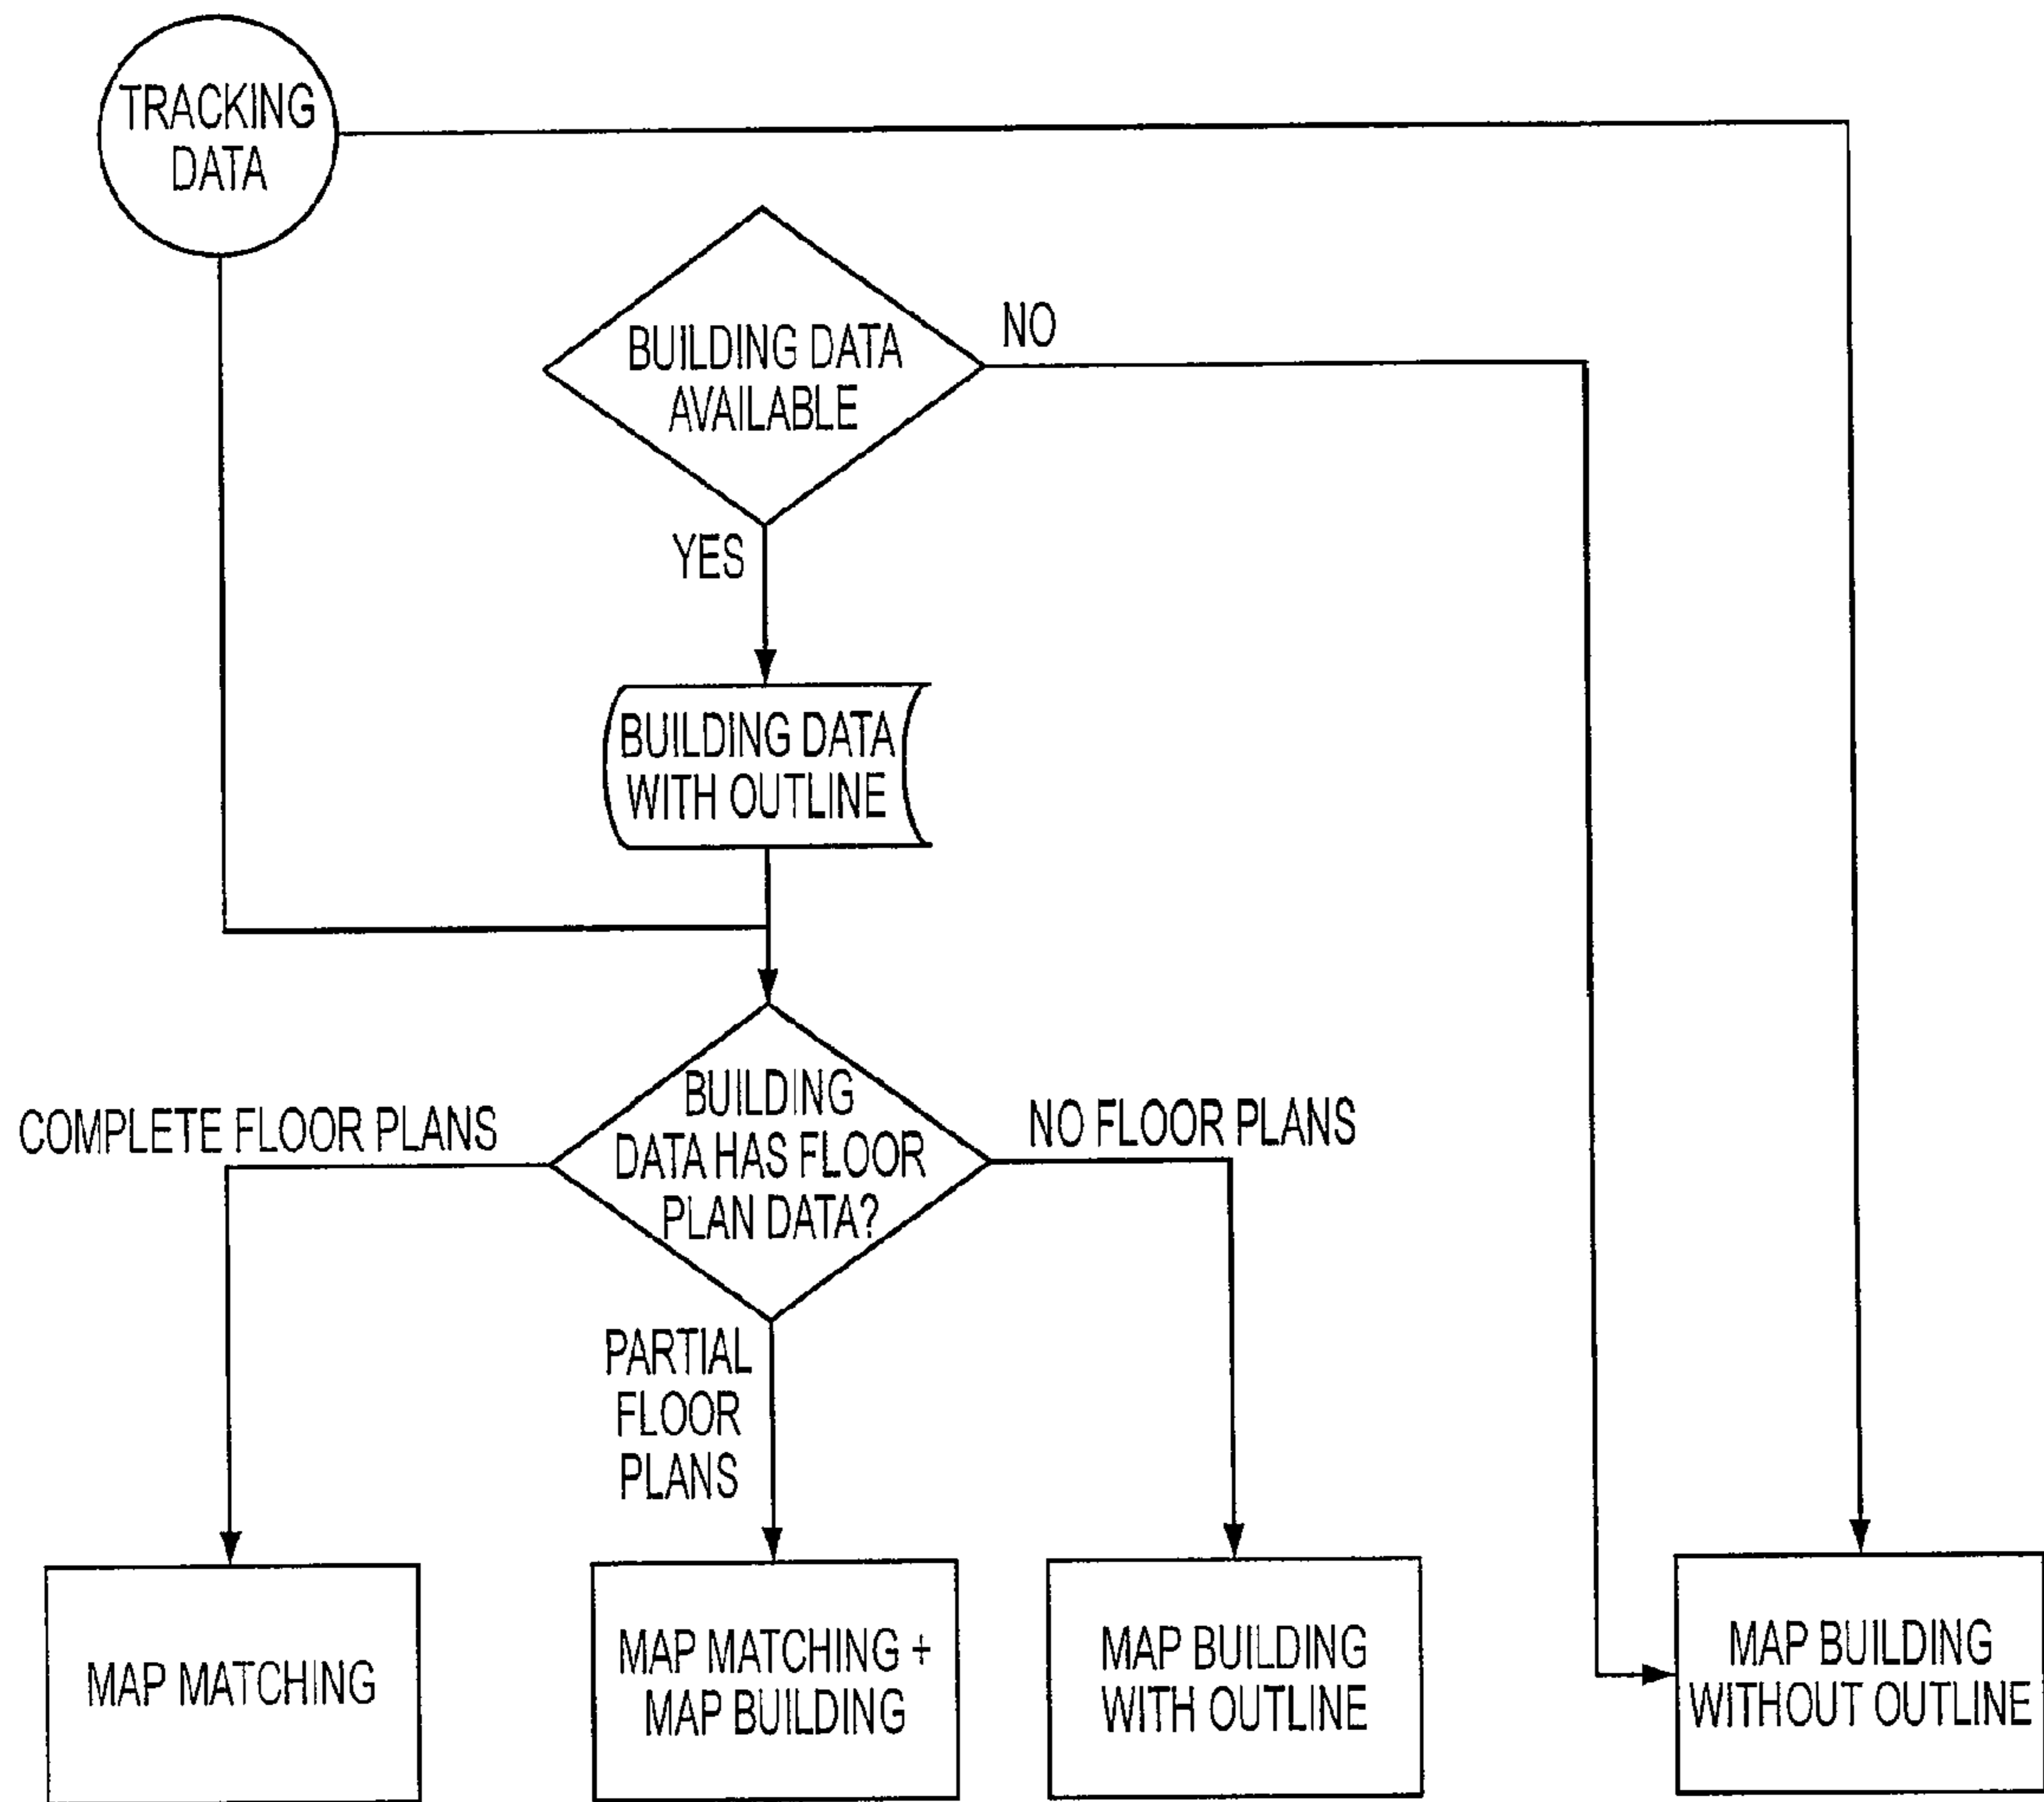 TRACKING
DATA
BUILDING DATA
AVAILABLE
NO
YES
BUILDING DATA
WITH OUTLINE
COMPLETE FLOOR PLANS
BUILDING
DATA HAS FLOOR
PLAN DATA?
NO FLOOR PLANS
PARTIAL
FLOOR
PLANS
MAP MATCHING
MAP MATCHING +
MAP BUILDING
MAP BUILDING
WITH OUTLINE
MAP BUILDING
WITHOUT OUTLINE